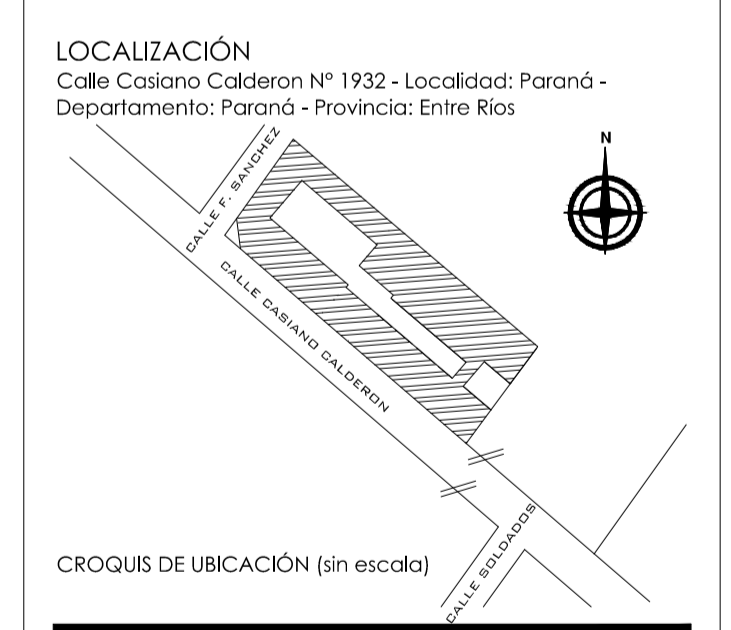 LOCALIZACIÓN
Calle Casiano Calderon Nº 1932 - Localidad: Paraná -
Departamento: Paraná - Provincia: Entre Ríos
N
CALLE F. SANCHEZ
CALLE CASIANO CALDERON
CALLE SOLDADOS
CROQUIS DE UBICACIÓN (sin escala)